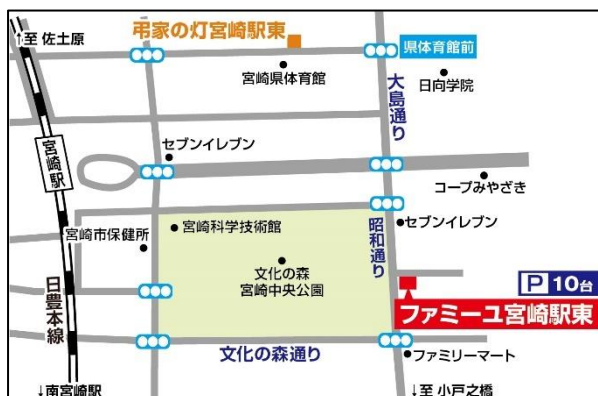 ↑至 佐土原
弔家の灯宮崎駅東
県体育館前
宮崎県体育館
日向学院
大島通り
セブンイレブン
宮崎駅
コープみやざき
宮崎市保健所
宮崎科学技術館
昭和通り
セブンイレブン
文化の森
宮崎中央公園
日豊本線
P 10台
ファミーユ宮崎駅東
文化の森通り
ファミリーマート
↓南宮崎駅
↓至 小戸之橋